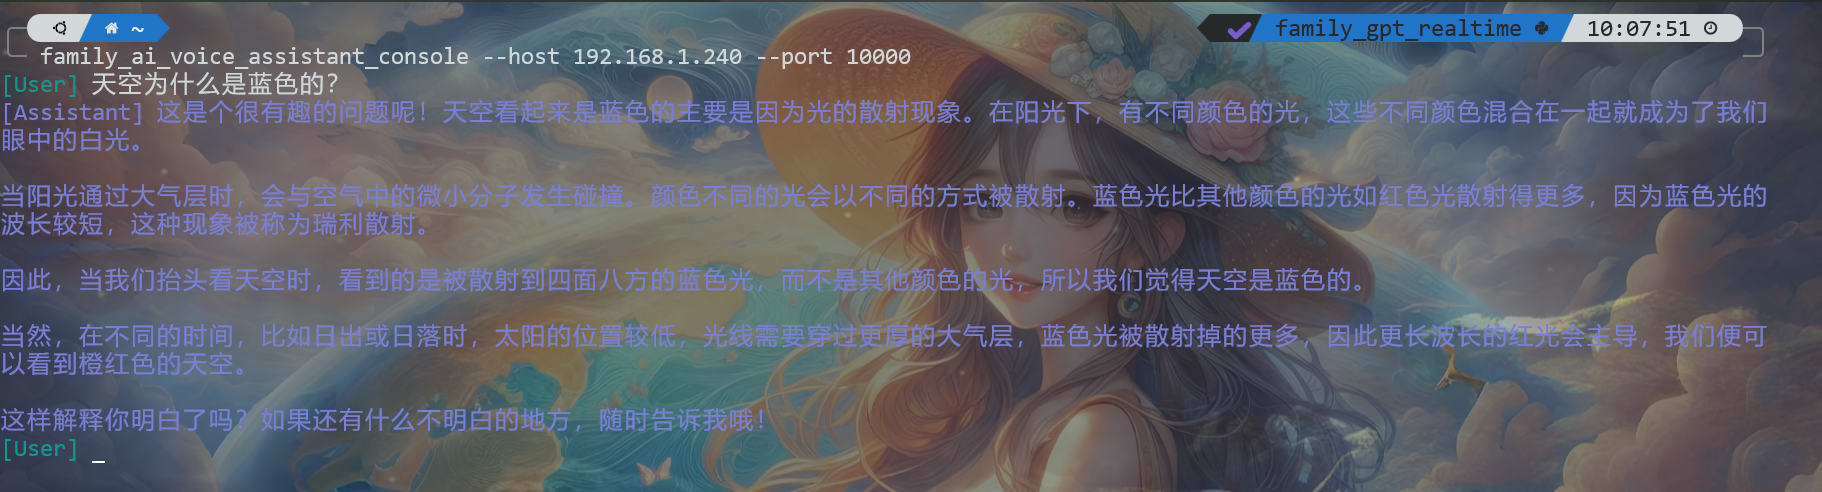 ~ family_gpt_realtime 10:07:51
family_ai_voice_assistant_console --host 192.168.1.240 --port 10000
[User] 天空为什么是蓝色的？
[Assistant] 这是个很有趣的问题呢！天空看起来是蓝色的主要是因为光的散射现象。在阳光下，有不同颜色的光，这些不同颜色混合在一起就成为了我们
眼中的白光。
当阳光通过大气层时，会与空气中的微小分子发生碰撞。颜色不同的光会以不同的方式被散射。蓝色光比其他颜色的光如红色光散射得更多，因为蓝色光的
波长较短，这种现象被称为瑞利散射。
因此，当我们抬头看天空时，看到的是被散射到四面八方的蓝色光，而不是其他颜色的光，所以我们觉得天空是蓝色的。
当然，在不同的时间，比如日出或日落时，太阳的位置较低，光线需要穿过更厚的大气层，蓝色光被散射掉的更多，因此更长波长的红光会主导，我们便可
以看到橙红色的天空。
这样解释你明白了吗？如果还有什么不明白的地方，随时告诉我哦！
[User] _